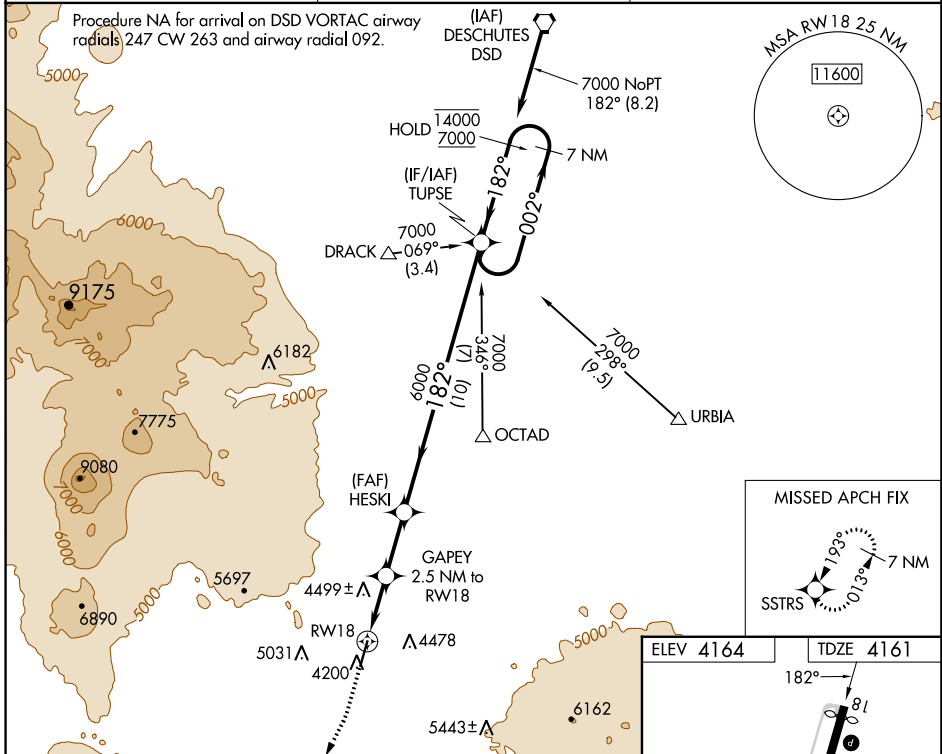 Procedure NA for arrival on DSD VORTAC airway
radials 247 CW 263 and airway radial 092.
(IAF)
DESCHUTES
DSD
MSA RW18 25 NM
11600
7000 NoPT
182° (8.2)
HOLD
14000
7000
7 NM
182°
002°
(IF/IAF)
TUPSE
DRACK
7000
069°
(3.4)
5000
6000
9175
7000
6182
5000
7775
9080
7000
6000
6890
5000
5697
6000
182°
(10)
7000
346°
(7)
OCTAD
7000
298°
(9.5)
URBIA
(FAF)
HESKI
GAPEY
2.5 NM to
RW18
4499±
RW18
4478
5031
4200
5443±
5000
6162
MISSED APCH FIX
193°
013°
7 NM
SSTRS
ELEV 4164
TDZE 4161
182°
18
P